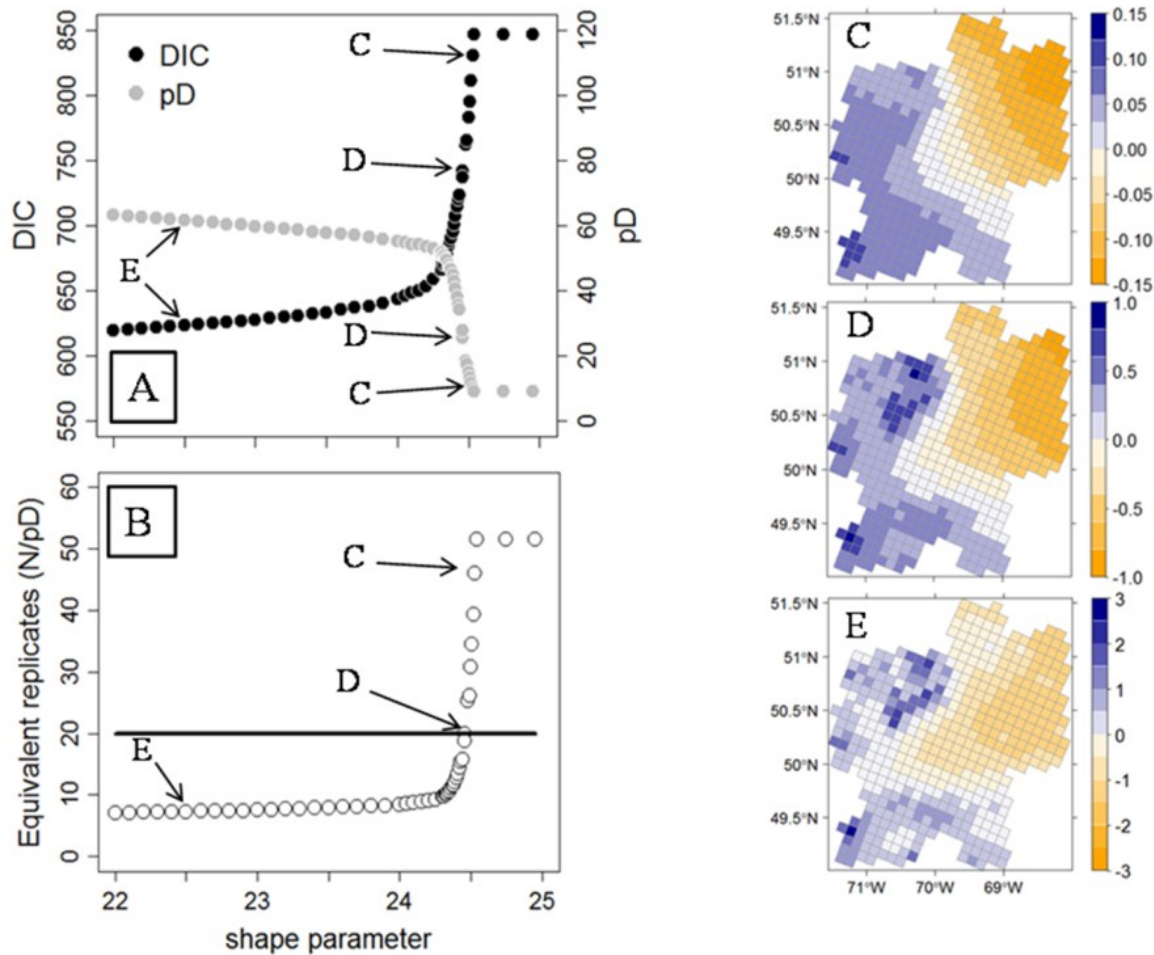 850
800
750
700
650
600
550
DIC
DIC
pD
C
D
E
D
C
A
120
100
80
60
40
20
0
pD
60
50
40
30
20
10
0
Equivalent replicates (N/pD)
B
C
D
E
22
23
24
25
shape parameter
51.5°N
51°N
50.5°N
50°N
49.5°N
C
0.15
0.10
0.05
0.00
-0.05
-0.10
-0.15
51.5°N
51°N
50.5°N
50°N
49.5°N
D
1.0
0.5
0.0
-0.5
-1.0
51.5°N
51°N
50.5°N
50°N
49.5°N
E
3
2
1
0
-1
-2
-3
71°W
70°W
69°W